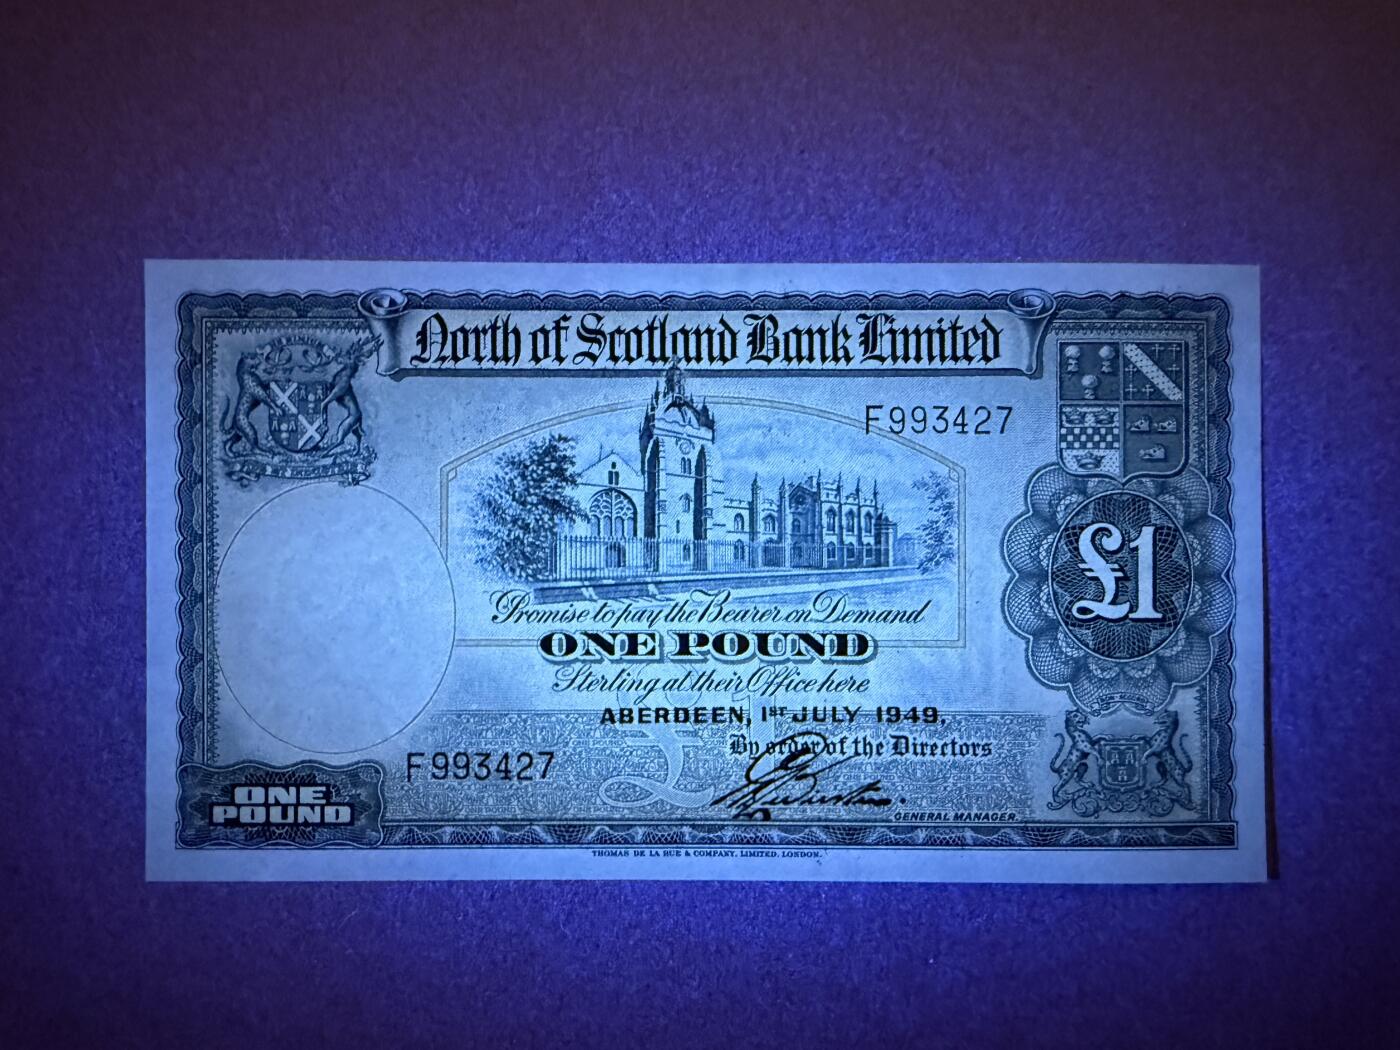 North of Scotland Bank Limited
F993427
Promise to pay the Bearer on Demand
ONE POUND
Sterling at their Office here
£1
ABERDEEN, 1ST JULY 1949.
By order of the Directors
F993427
GENERAL MANAGER.
ONE
POUND
THOMAS DE LA RUE & COMPANY, LIMITED, LONDON.